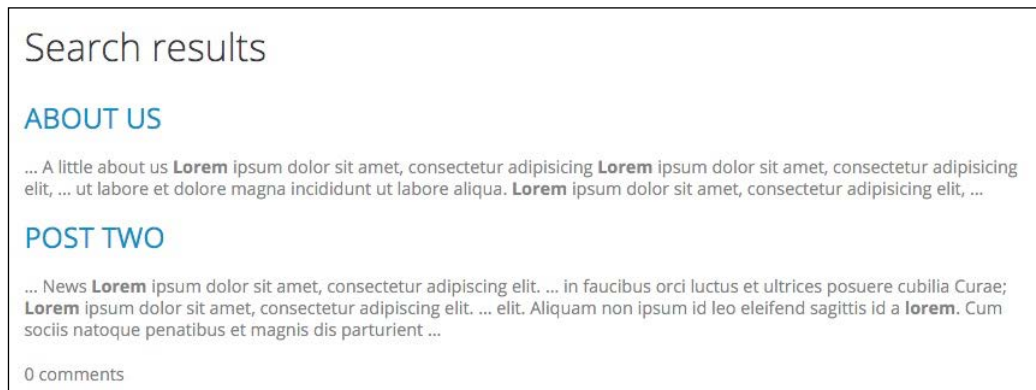 Search results
ABOUT US
... A little about us Lorem ipsum dolor sit amet, consectetur adipisicing Lorem ipsum dolor sit amet, consectetur adipisicing
elit, ... ut labore et dolore magna incididunt ut labore aliqua. Lorem ipsum dolor sit amet, consectetur adipisicing elit, ...
POST TWO
... News Lorem ipsum dolor sit amet, consectetur adipiscing elit. ... in faucibus orci luctus et ultrices posuere cubilia Curae;
Lorem ipsum dolor sit amet, consectetur adipiscing elit. ... elit. Aliquam non ipsum id leo eleifend sagittis id a lorem. Cum
sociis natoque penatibus et magnis dis parturient ...
0 comments